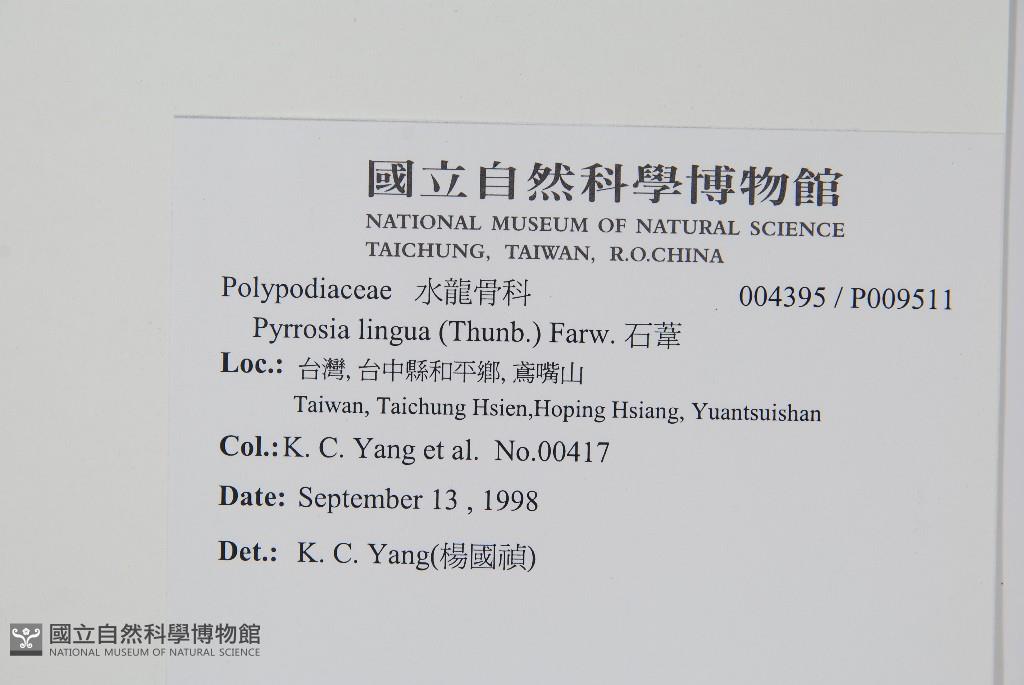 國立自然科學博物館
NATIONAL MUSEUM OF NATURAL SCIENCE
TAICHUNG, TAIWAN, R.O.CHINA
Polypodiaceae 水龍骨科 004395 / P009511
Pyrrosia lingua (Thunb.) Farw. 石葦
Loc.: 台灣, 台中縣和平鄉, 鳶嘴山
Taiwan, Taichung Hsien,Hoping Hsiang, Yuantsuishan
Col.:K. C. Yang et al. No.00417
Date: September 13 , 1998
Det.: K. C. Yang(楊國禎)
國立自然科學博物館
NATIONAL MUSEUM OF NATURAL SCIENCE